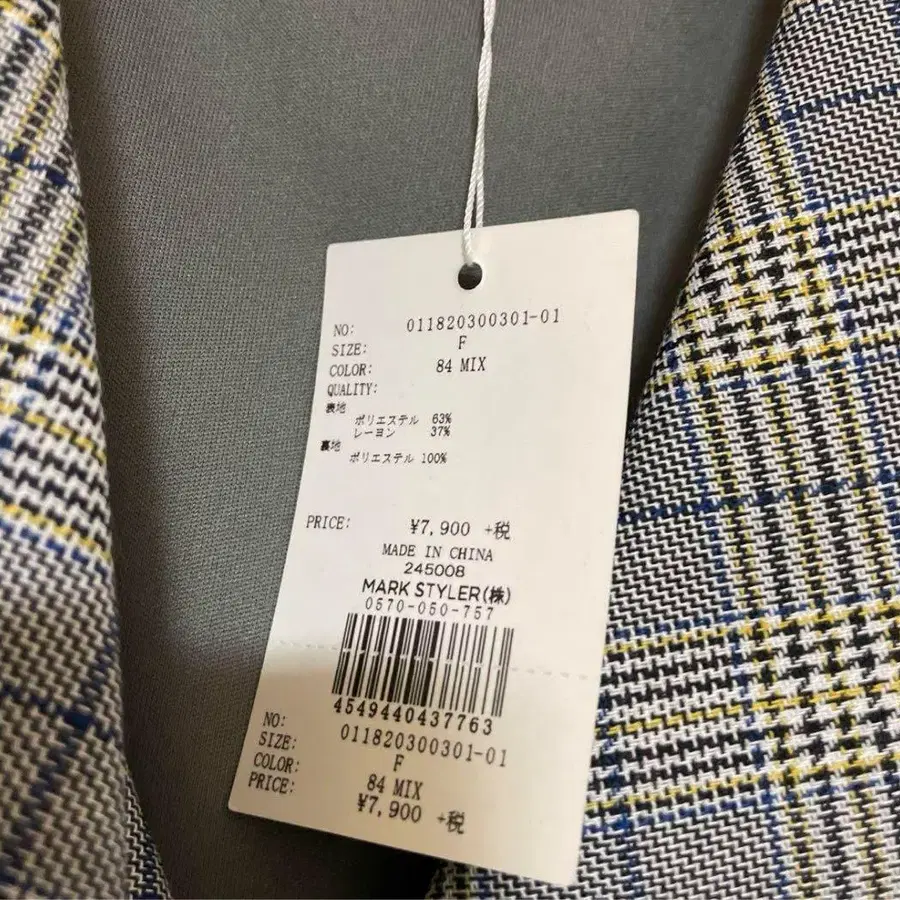 NO: 011820300301-01
SIZE: F
COLOR: 84 MIX
QUALITY:
表地
ポリエステル 63%
レーヨン 37%
裏地
ポリエステル 100%
PRICE: ¥7,900 +税
MADE IN CHINA
245008
MARK STYLER(株)
0570-050-757
4549440437763
NO: 011820300301-01
SIZE: F
COLOR: 84 MIX
PRICE: ¥7,900 +税